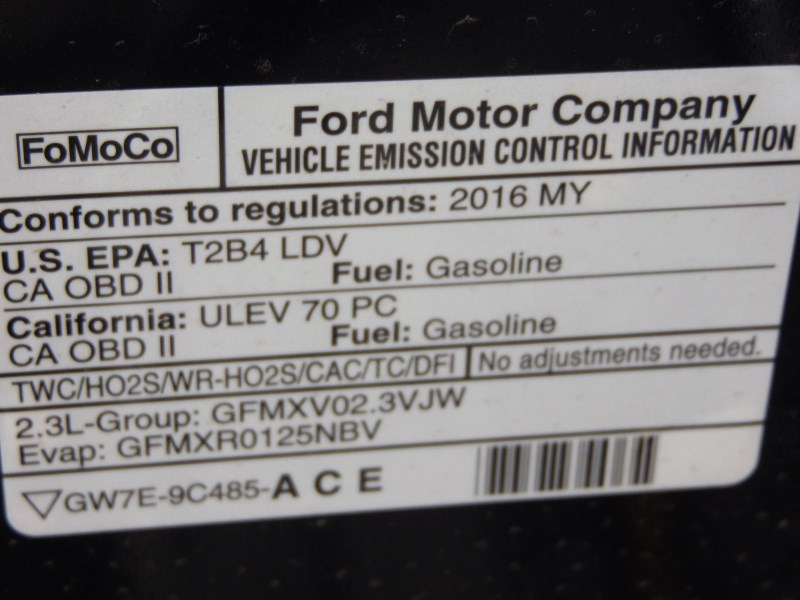 FoMoCo
Ford Motor Company
VEHICLE EMISSION CONTROL INFORMATION
Conforms to regulations: 2016 MY
U.S. EPA: T2B4 LDV
CA OBD II Fuel: Gasoline
California: ULEV 70 PC
CA OBD II Fuel: Gasoline
TWC/HO2S/WR-HO2S/CAC/TC/DFI No adjustments needed.
2.3L-Group: GFMXV02.3VJW
Evap: GFMXR0125NBV
GW7E-9C485-A C E